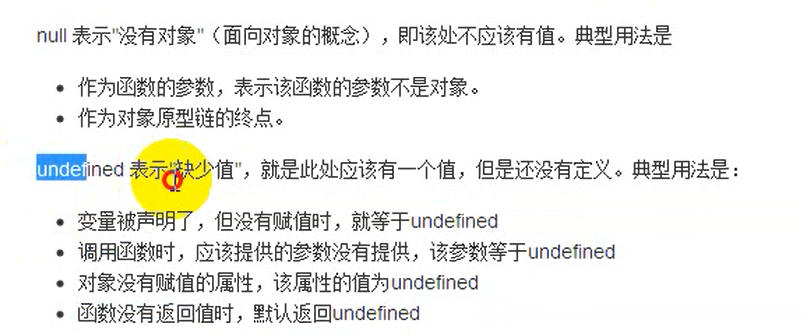 null 表示"没有对象"（面向对象的概念），即该处不应该有值。典型用法是
• 作为函数的参数，表示该函数的参数不是对象。
• 作为对象原型链的终点。
undefined 表示"缺少值"，就是此处应该有一个值，但是还没有定义。典型用法是：
• 变量被声明了，但没有赋值时，就等于undefined
• 调用函数时，应该提供的参数没有提供，该参数等于undefined
• 对象没有赋值的属性，该属性的值为undefined
• 函数没有返回值时，默认返回undefined